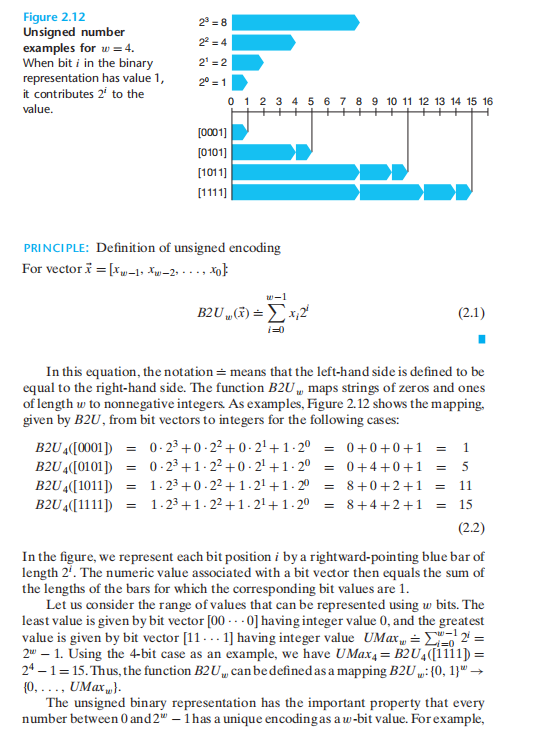 Figure 2.12
Unsigned number
examples for w = 4.
When bit i in the binary
representation has value 1,
it contributes 2^i to the
value.
2^3 = 8
2^2 = 4
2^1 = 2
2^0 = 1
0 1 2 3 4 5 6 7 8 9 10 11 12 13 14 15 16
[0001]
[0101]
[1011]
[1111]
PRINCIPLE: Definition of unsigned encoding
For vector x⃗ = [x_{w−1}, x_{w−2}, . . . , x_0]:
B2U_w(x⃗) ≐ ∑_{i=0}^{w−1} x_i 2^i (2.1)
In this equation, the notation ≐ means that the left-hand side is defined to be
equal to the right-hand side. The function B2U_w maps strings of zeros and ones
of length w to nonnegative integers. As examples, Figure 2.12 shows the mapping,
given by B2U, from bit vectors to integers for the following cases:
B2U_4([0001]) = 0 · 2^3 + 0 · 2^2 + 0 · 2^1 + 1 · 2^0 = 0 + 0 + 0 + 1 = 1
B2U_4([0101]) = 0 · 2^3 + 1 · 2^2 + 0 · 2^1 + 1 · 2^0 = 0 + 4 + 0 + 1 = 5
B2U_4([1011]) = 1 · 2^3 + 0 · 2^2 + 1 · 2^1 + 1 · 2^0 = 8 + 0 + 2 + 1 = 11
B2U_4([1111]) = 1 · 2^3 + 1 · 2^2 + 1 · 2^1 + 1 · 2^0 = 8 + 4 + 2 + 1 = 15
(2.2)
In the figure, we represent each bit position i by a rightward-pointing blue bar of
length 2^i. The numeric value associated with a bit vector then equals the sum of
the lengths of the bars for which the corresponding bit values are 1.
Let us consider the range of values that can be represented using w bits. The
least value is given by bit vector [00 · · · 0] having integer value 0, and the greatest
value is given by bit vector [11 · · · 1] having integer value UMax_w ≐ ∑_{i=0}^{w−1} 2^i =
2^w − 1. Using the 4-bit case as an example, we have UMax_4 = B2U_4([1111]) =
2^4 − 1 = 15. Thus, the function B2U_w can be defined as a mapping B2U_w: {0, 1}^w →
{0, . . . , UMax_w}.
The unsigned binary representation has the important property that every
number between 0 and 2^w − 1 has a unique encoding as a w-bit value. For example,